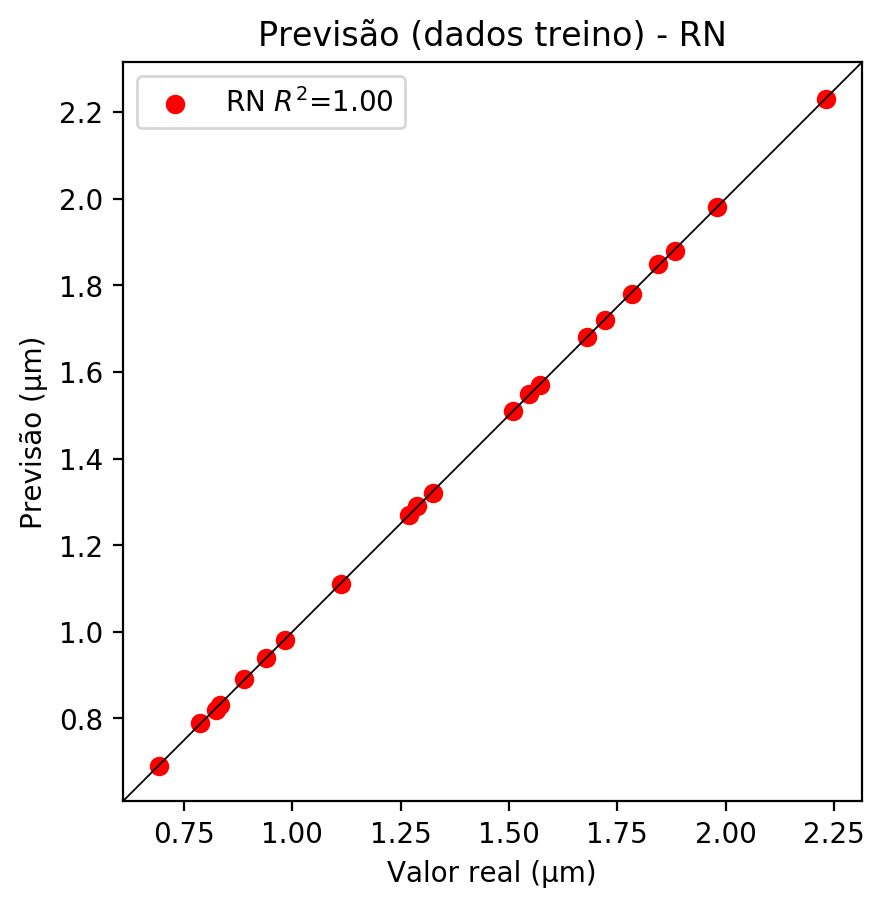 Previsão (dados treino) - RN
RN R²=1.00
Previsão (µm)
2.2
2.0
1.8
1.6
1.4
1.2
1.0
0.8
0.75 1.00 1.25 1.50 1.75 2.00 2.25
Valor real (µm)